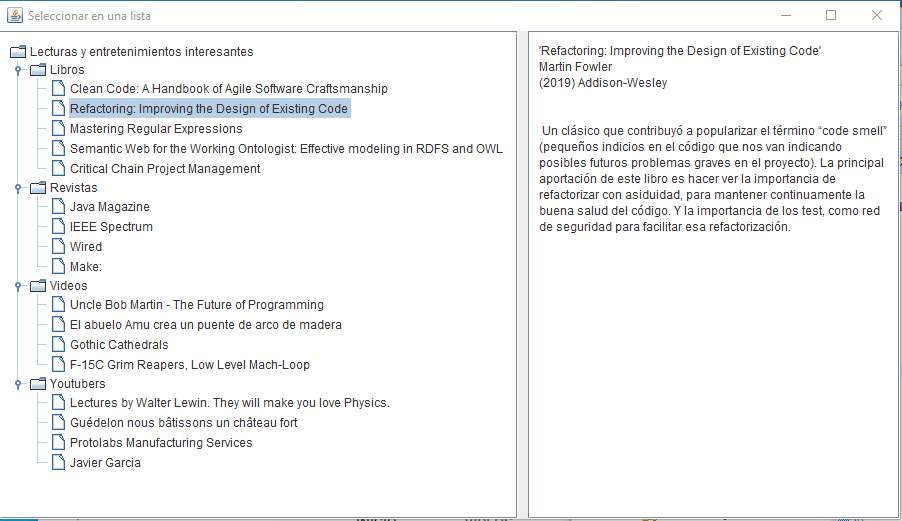 Seleccionar en una lista
Lecturas y entretenimientos interesantes
Libros
Clean Code: A Handbook of Agile Software Craftsmanship
Refactoring: Improving the Design of Existing Code
Mastering Regular Expressions
Semantic Web for the Working Ontologist: Effective modeling in RDFS and OWL
Critical Chain Project Management
Revistas
Java Magazine
IEEE Spectrum
Wired
Make:
Videos
Uncle Bob Martin - The Future of Programming
El abuelo Amu crea un puente de arco de madera
Gothic Cathedrals
F-15C Grim Reapers, Low Level Mach-Loop
Youtubers
Lectures by Walter Lewin. They will make you love Physics.
Guédelon nous bâtissons un château fort
Protolabs Manufacturing Services
Javier Garcia
'Refactoring: Improving the Design of Existing Code'
Martin Fowler
(2019) Addison-Wesley
Un clásico que contribuyó a popularizar el término “code smell”
(pequeños indicios en el código que nos van indicando
posibles futuros problemas graves en el proyecto). La principal
aportación de este libro es hacer ver la importancia de
refactorizar con asiduidad, para mantener continuamente la
buena salud del código. Y la importancia de los test, como red
de seguridad para facilitar esa refactorización.